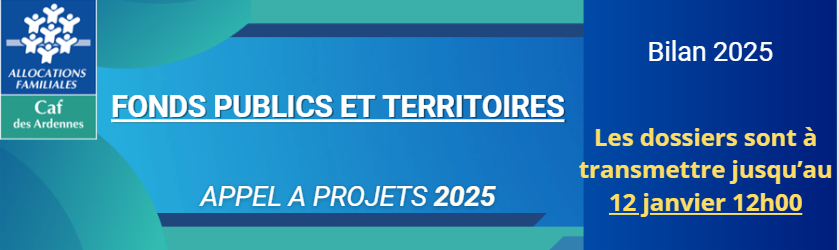 ALLOCATIONS
FAMILIALES
Caf
des Ardennes
FONDS PUBLICS ET TERRITOIRES
APPEL A PROJETS 2025
Bilan 2025
Les dossiers sont à
transmettre jusqu’au
12 janvier 12h00